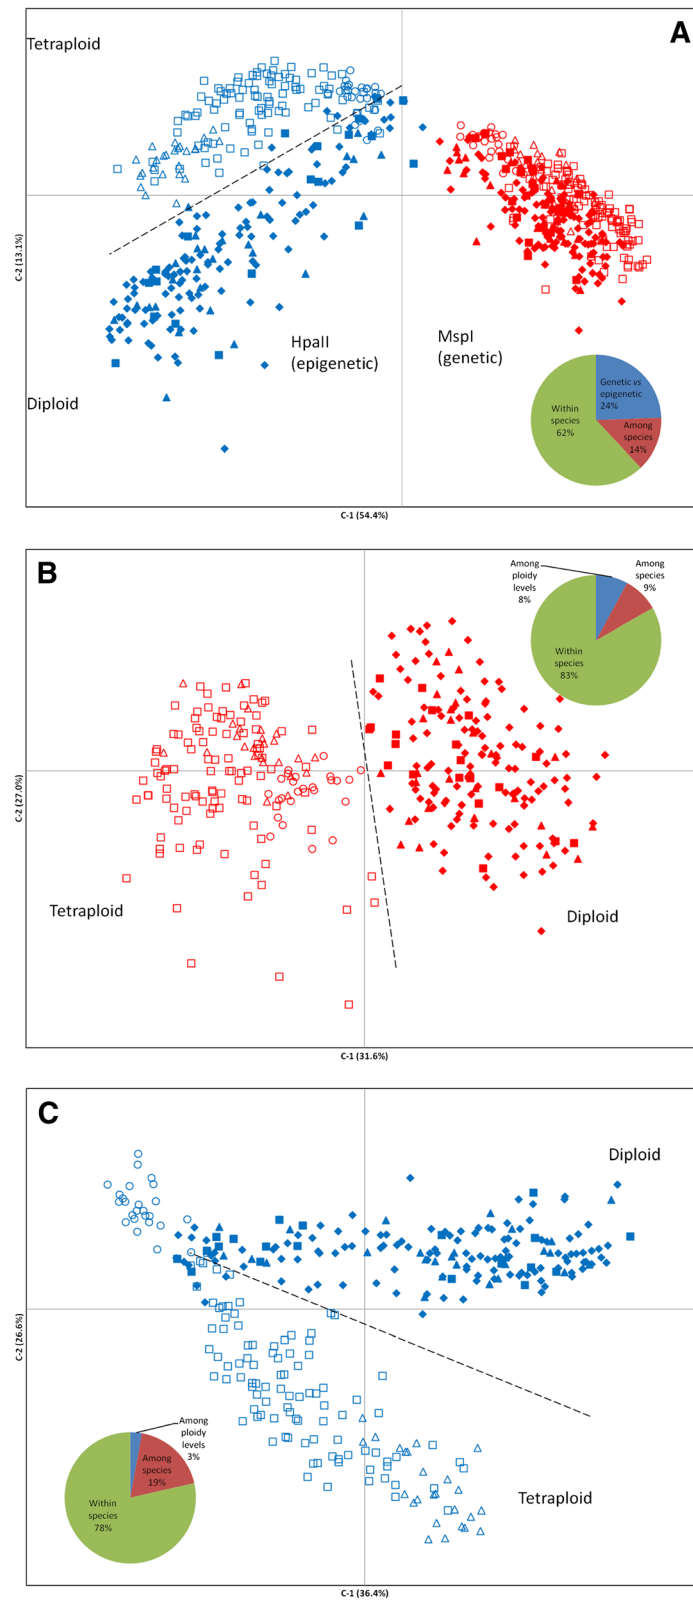 A
Tetraploid
C-2 (13.1%)
HpaII
(epigenetic)
MspI
(genetic)
Diploid
Genetic vs
epigenetic
24%
Within
species
62%
Among
species
14%
C-1 (54.4%)
B
Among
ploidy
levels
8%
Among
species
9%
Within
species
83%
C-2 (27.0%)
Tetraploid
Diploid
C-1 (31.6%)
C
Diploid
C-2 (26.6%)
Among
ploidy
levels
3%
Among
species
19%
Within
species
78%
Tetraploid
C-1 (36.4%)